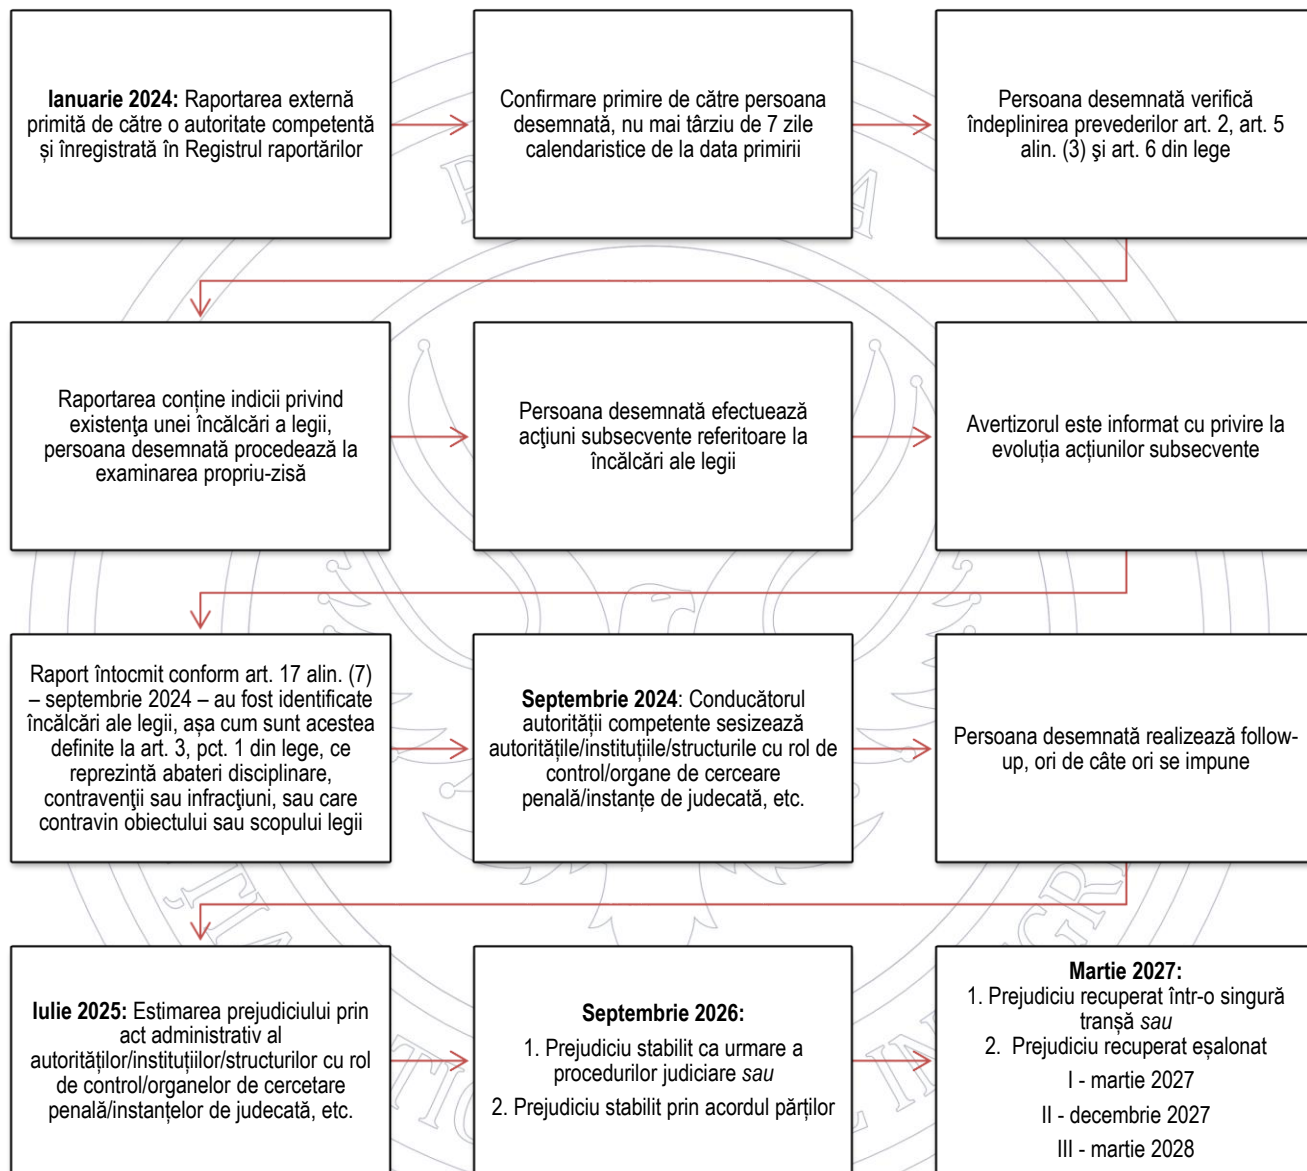 Ianuarie 2024: Raportarea externă
primită de către o autoritate competentă
și înregistrată în Registrul raportărilor
Confirmare primire de către persoana
desemnată, nu mai târziu de 7 zile
calendaristice de la data primirii
Persoana desemnată verifică
îndeplinirea prevederilor art. 2, art. 5
alin. (3) şi art. 6 din lege
Raportarea conține indicii privind
existenţa unei încălcări a legii,
persoana desemnată procedează la
examinarea propriu-zisă
Persoana desemnată efectuează
acţiuni subsecvente referitoare la
încălcări ale legii
Avertizorul este informat cu privire la
evoluția acțiunilor subsecvente
Raport întocmit conform art. 17 alin. (7)
– septembrie 2024 – au fost identificate
încălcări ale legii, așa cum sunt acestea
definite la art. 3, pct. 1 din lege, ce
reprezintă abateri disciplinare,
contravenţii sau infracţiuni, sau care
contravin obiectului sau scopului legii
Septembrie 2024: Conducătorul
autorității competente sesizează
autoritățile/instituțiile/structurile cu rol de
control/organe de cerceare
penală/instanțe de judecată, etc.
Persoana desemnată realizează follow-
up, ori de câte ori se impune
Iulie 2025: Estimarea prejudiciului prin
act administrativ al
autorităților/instituțiilor/structurilor cu rol
de control/organelor de cercetare
penală/instanțelor de judecată, etc.
Septembrie 2026:
1. Prejudiciu stabilit ca urmare a
procedurilor judiciare sau
2. Prejudiciu stabilit prin acordul părților
Martie 2027:
1. Prejudiciu recuperat într-o singură
tranșă sau
2. Prejudiciu recuperat eșalonat
I - martie 2027
II - decembrie 2027
III - martie 2028